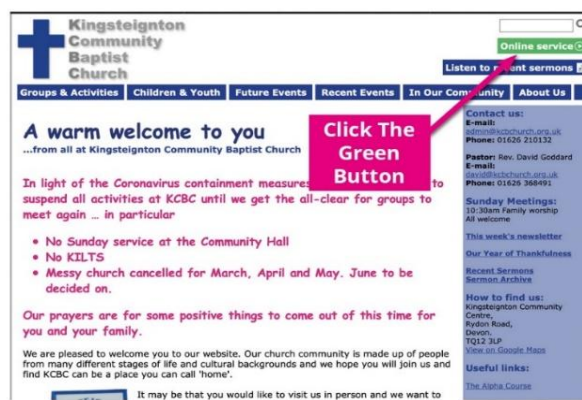 Kingsteignton
Community
Baptist
Church
Online service
Listen to recent sermons
Groups & Activities Children & Youth Future Events Recent Events In Our Community About Us
A warm welcome to you
...from all at Kingsteignton Community Baptist Church
Click The
Green
Button
In light of the Coronavirus containment measures to
suspend all activities at KCBC until we get the all-clear for groups to
meet again ... in particular
• No Sunday service at the Community Hall
• No KILTS
• Messy church cancelled for March, April and May. June to be
decided on.
Our prayers are for some positive things to come out of this time for
you and your family.
We are pleased to welcome you to our website. Our church community is made up of people
from many different stages of life and cultural backgrounds and we hope you will join us and
find KCBC can be a place you can call 'home'.
It may be that you would like to visit us in person and we want to
Contact us:
E-mail:
admin@kcbchurch.org.uk
Phone: 01626 210132
Pastor: Rev. David Goddard
E-mail:
david@kcbchurch.org.uk
Phone: 01626 368491
Sunday Meetings:
10:30am Family worship
All welcome
This week's newsletter
Our Year of Thankfulness
Recent Sermons
Sermon Archive
How to find us:
Kingsteignton Community
Centre,
Rydon Road,
Devon.
TQ12 3LP
View on Google Maps
Useful links:
The Alpha Course